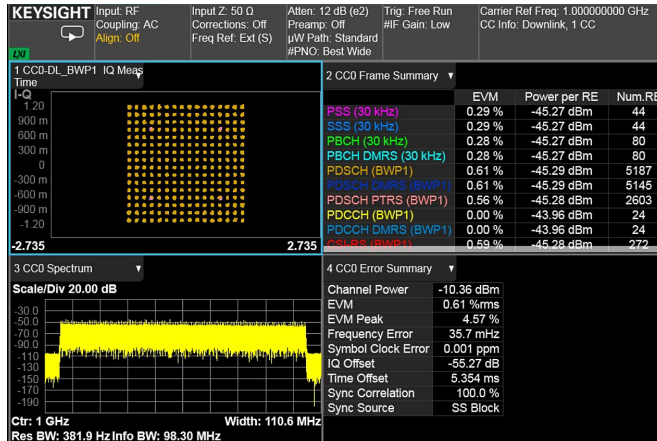 KEYSIGHT
LXI
Input: RF
Coupling: AC
Align: Off
Input Z: 50 Ω
Corrections: Off
Freq Ref: Ext (S)
Atten: 12 dB (e2)
Preamp: Off
µW Path: Standard
#PNO: Best Wide
Trig: Free Run
#IF Gain: Low
Carrier Ref Freq: 1.000000000 GHz
CC Info: Downlink, 1 CC
1 CC0-DL_BWP1 IQ Meas
Time
I-Q
1.20
900 m
600 m
300 m
0
-300 m
-600 m
-900 m
-1.20
-2.735 2.735
2 CC0 Frame Summary
EVM Power per RE Num.RE
PSS (30 kHz) 0.29 % -45.27 dBm 44
SSS (30 kHz) 0.29 % -45.27 dBm 44
PBCH (30 kHz) 0.28 % -45.27 dBm 80
PBCH DMRS (30 kHz) 0.28 % -45.27 dBm 80
PDSCH (BWP1) 0.61 % -45.29 dBm 5187
PDSCH DMRS (BWP1) 0.61 % -45.29 dBm 5145
PDSCH PTRS (BWP1) 0.56 % -45.28 dBm 2603
PDCCH (BWP1) 0.00 % -43.96 dBm 24
PDCCH DMRS (BWP1) 0.00 % -43.96 dBm 24
CSI-RS (BWP1) 0.59 % -45.28 dBm 272
3 CC0 Spectrum
Scale/Div 20.00 dB
-30.0
-50.0
-70.0
-90.0
-110
-130
-150
-170
-190
Ctr: 1 GHz Width: 110.6 MHz
Res BW: 381.9 Hz Info BW: 98.30 MHz
4 CC0 Error Summary
Channel Power -10.36 dBm
EVM 0.61 %rms
EVM Peak 4.57 %
Frequency Error 35.7 mHz
Symbol Clock Error 0.001 ppm
IQ Offset -55.27 dB
Time Offset 5.354 ms
Sync Correlation 100.0 %
Sync Source SS Block